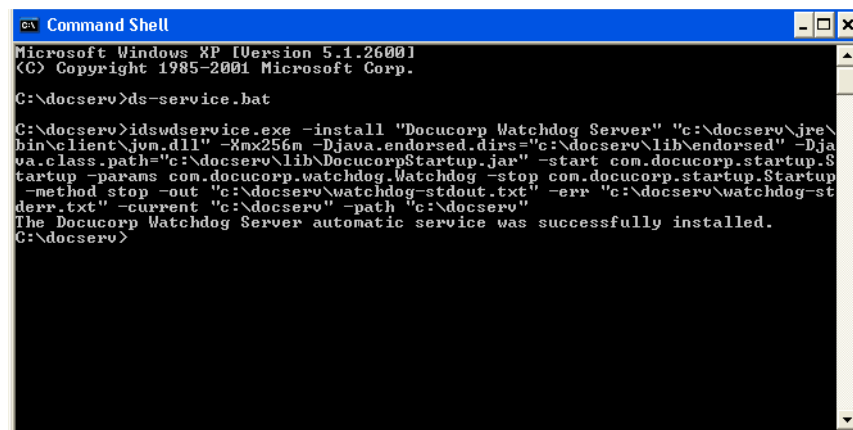 Command Shell
Microsoft Windows XP [Version 5.1.2600]
(C) Copyright 1985-2001 Microsoft Corp.
C:\docserv>ds-service.bat
C:\docserv>idswdservice.exe -install "Docucorp Watchdog Server" "c:\docserv\jre\
bin\client\jvm.dll" -Xmx256m -Djava.endorsed.dirs="c:\docserv\lib\endorsed" -Dja
va.class.path="c:\docserv\lib\DocucorpStartup.jar" -start com.docucorp.startup.S
tartup -params com.docucorp.watchdog.Watchdog -stop com.docucorp.startup.Startup
-method stop -out "c:\docserv\watchdog-stdout.txt" -err "c:\docserv\watchdog-st
derr.txt" -current "c:\docserv" -path "c:\docserv"
The Docucorp Watchdog Server automatic service was successfully installed.
C:\docserv>